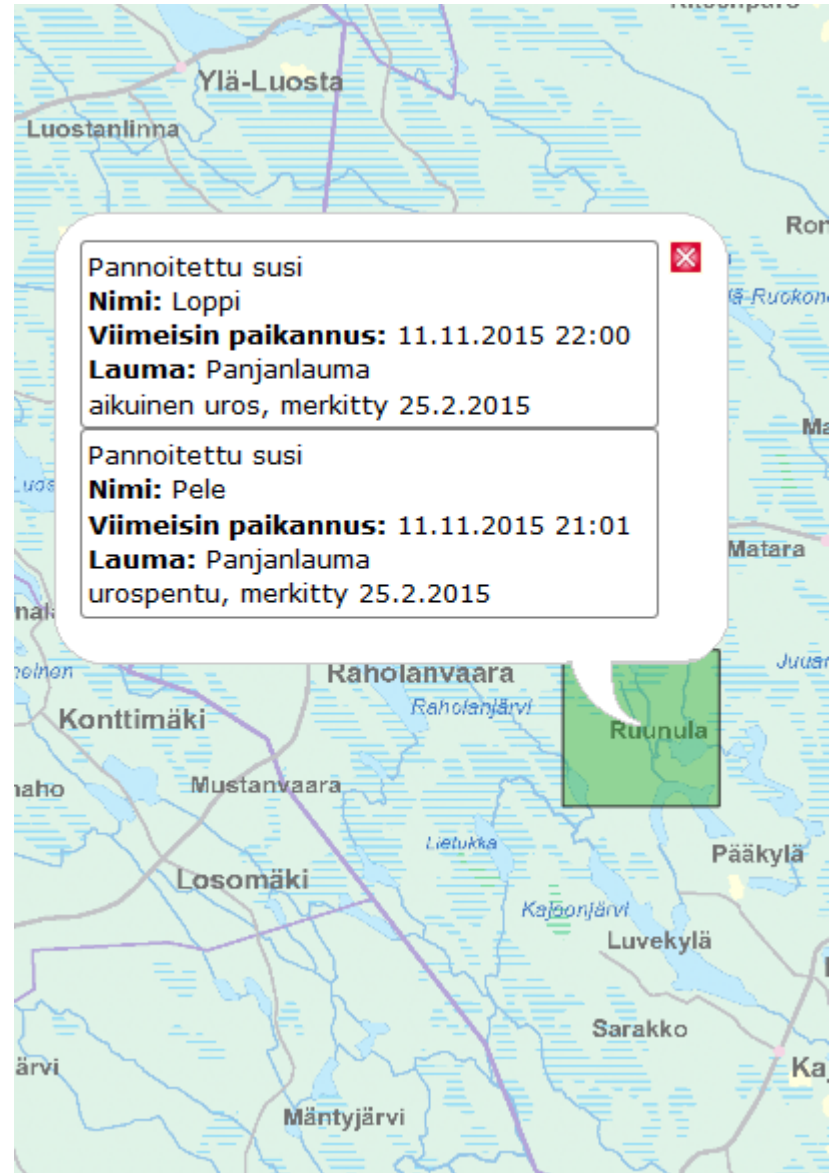 Ylä-Luosta
Luostanlinna
Pannoitettu susi
Nimi: Loppi
Viimeisin paikannus: 11.11.2015 22:00
Lauma: Panjanlauma
aikuinen uros, merkitty 25.2.2015
Pannoitettu susi
Nimi: Pele
Viimeisin paikannus: 11.11.2015 21:01
Lauma: Panjanlauma
urospentu, merkitty 25.2.2015
Matara
Raholanvaara
Raholanjärvi
Konttimäki
Ruunula
Mustanvaara
Lietukka
Pääkylä
Losomäki
Kajoonjärvi
Luvekylä
Sarakko
ärvi
Mäntyjärvi